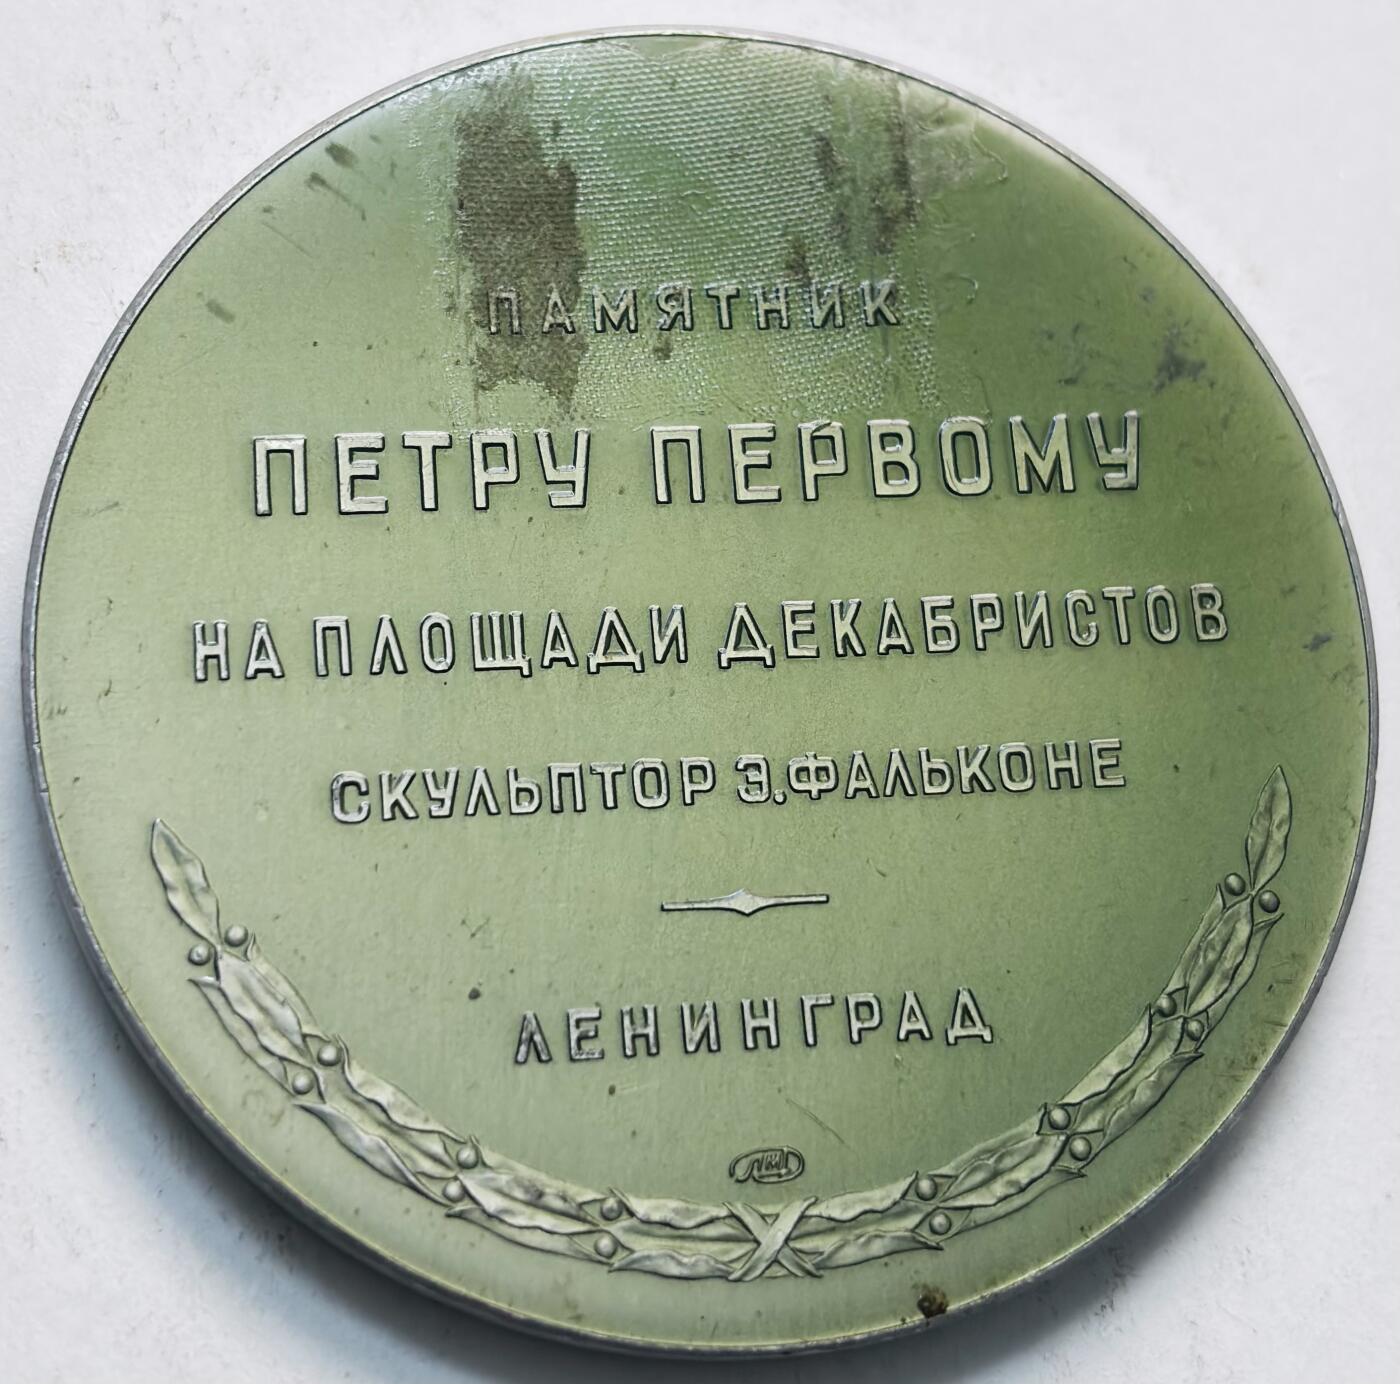 ПАМЯТНИК
ПЕТРУ ПЕРВОМУ
НА ПЛОЩАДИ ДЕКАБРИСТОВ
СКУЛЬПТОР Э.ФАЛЬКОНЕ
ЛЕНИНГРАД
ЛМД